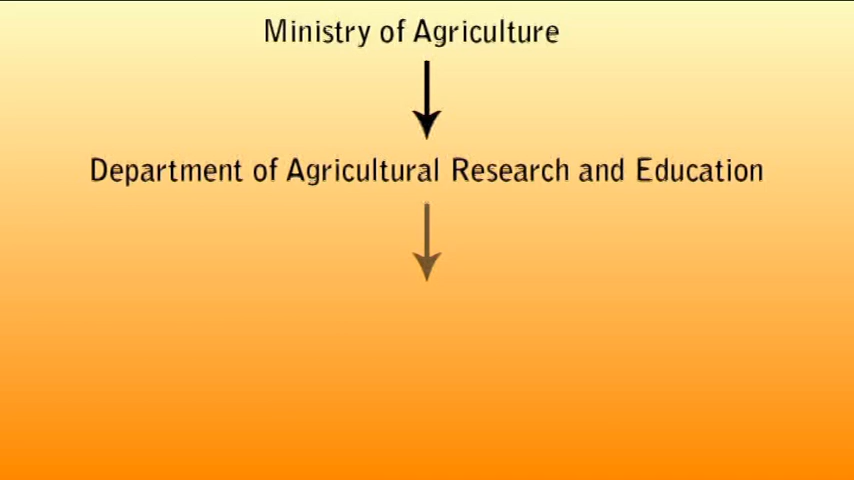 Ministry of Agriculture
Department of Agricultural Research and Education